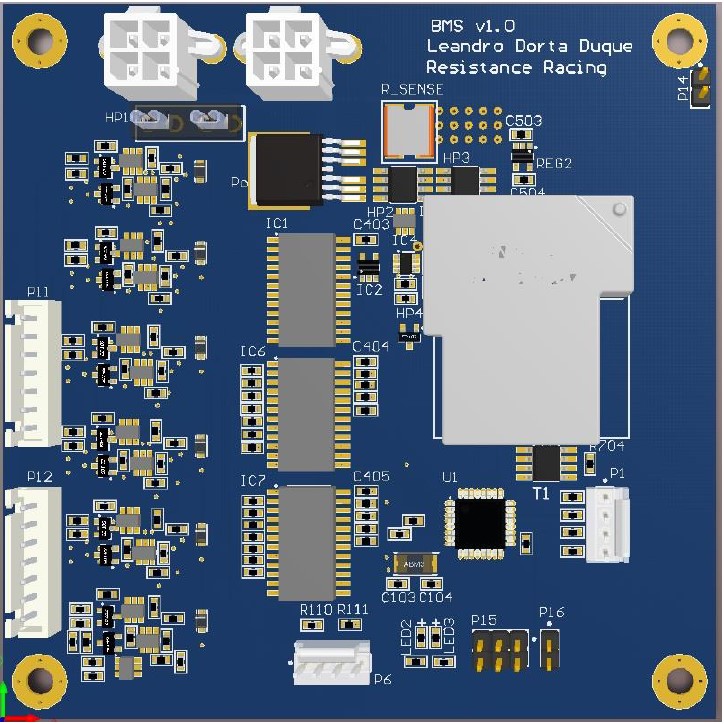 BMS v1.0
Leandro Dorta Duque
Resistance Racing
P14
R_SENSE
C503
HP3
REG2
C504
HP2
IC1
C403
IC4
IC2
P11
HP4
IC6
C404
R704
P12
IC7
C405
U1
T1
P1
ABM3
C103 C104
R110 R111
P6
LED2
LED3
P15
P16